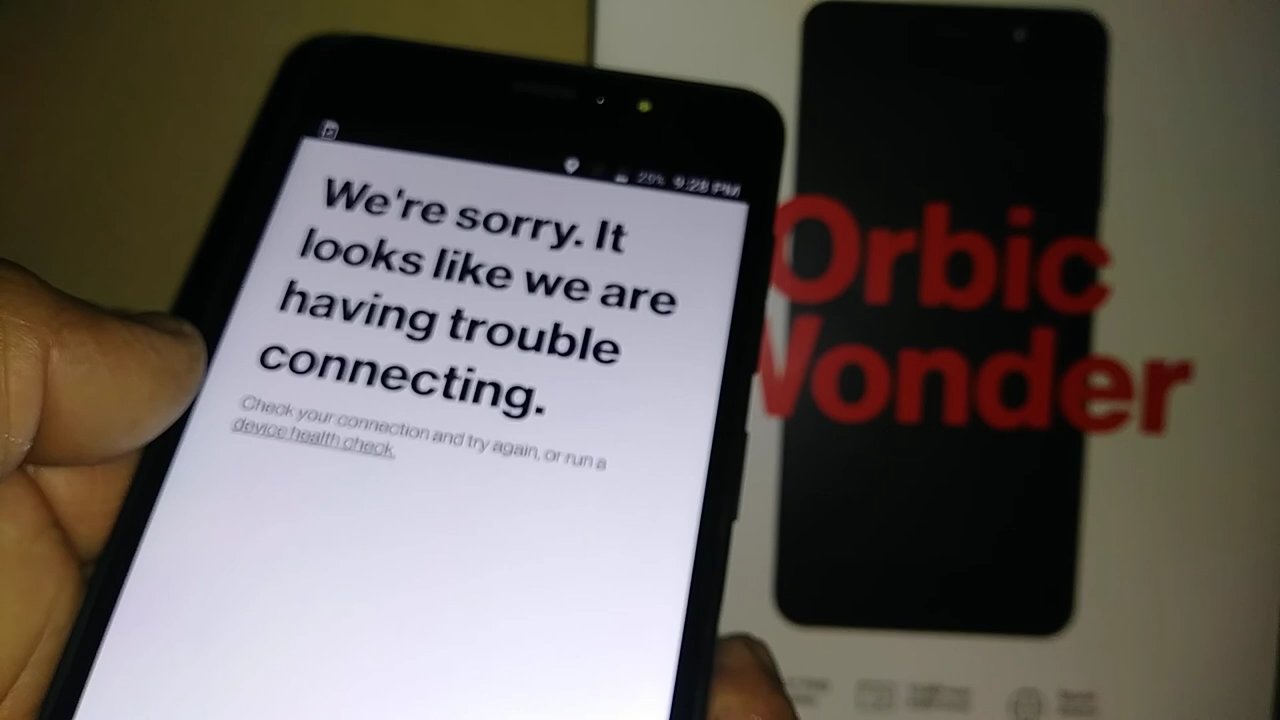 9:28 PM
We're sorry. It
looks like we are
having trouble
connecting.
Check your connection and try again, or run a
device health check.
Orbic
Wonder